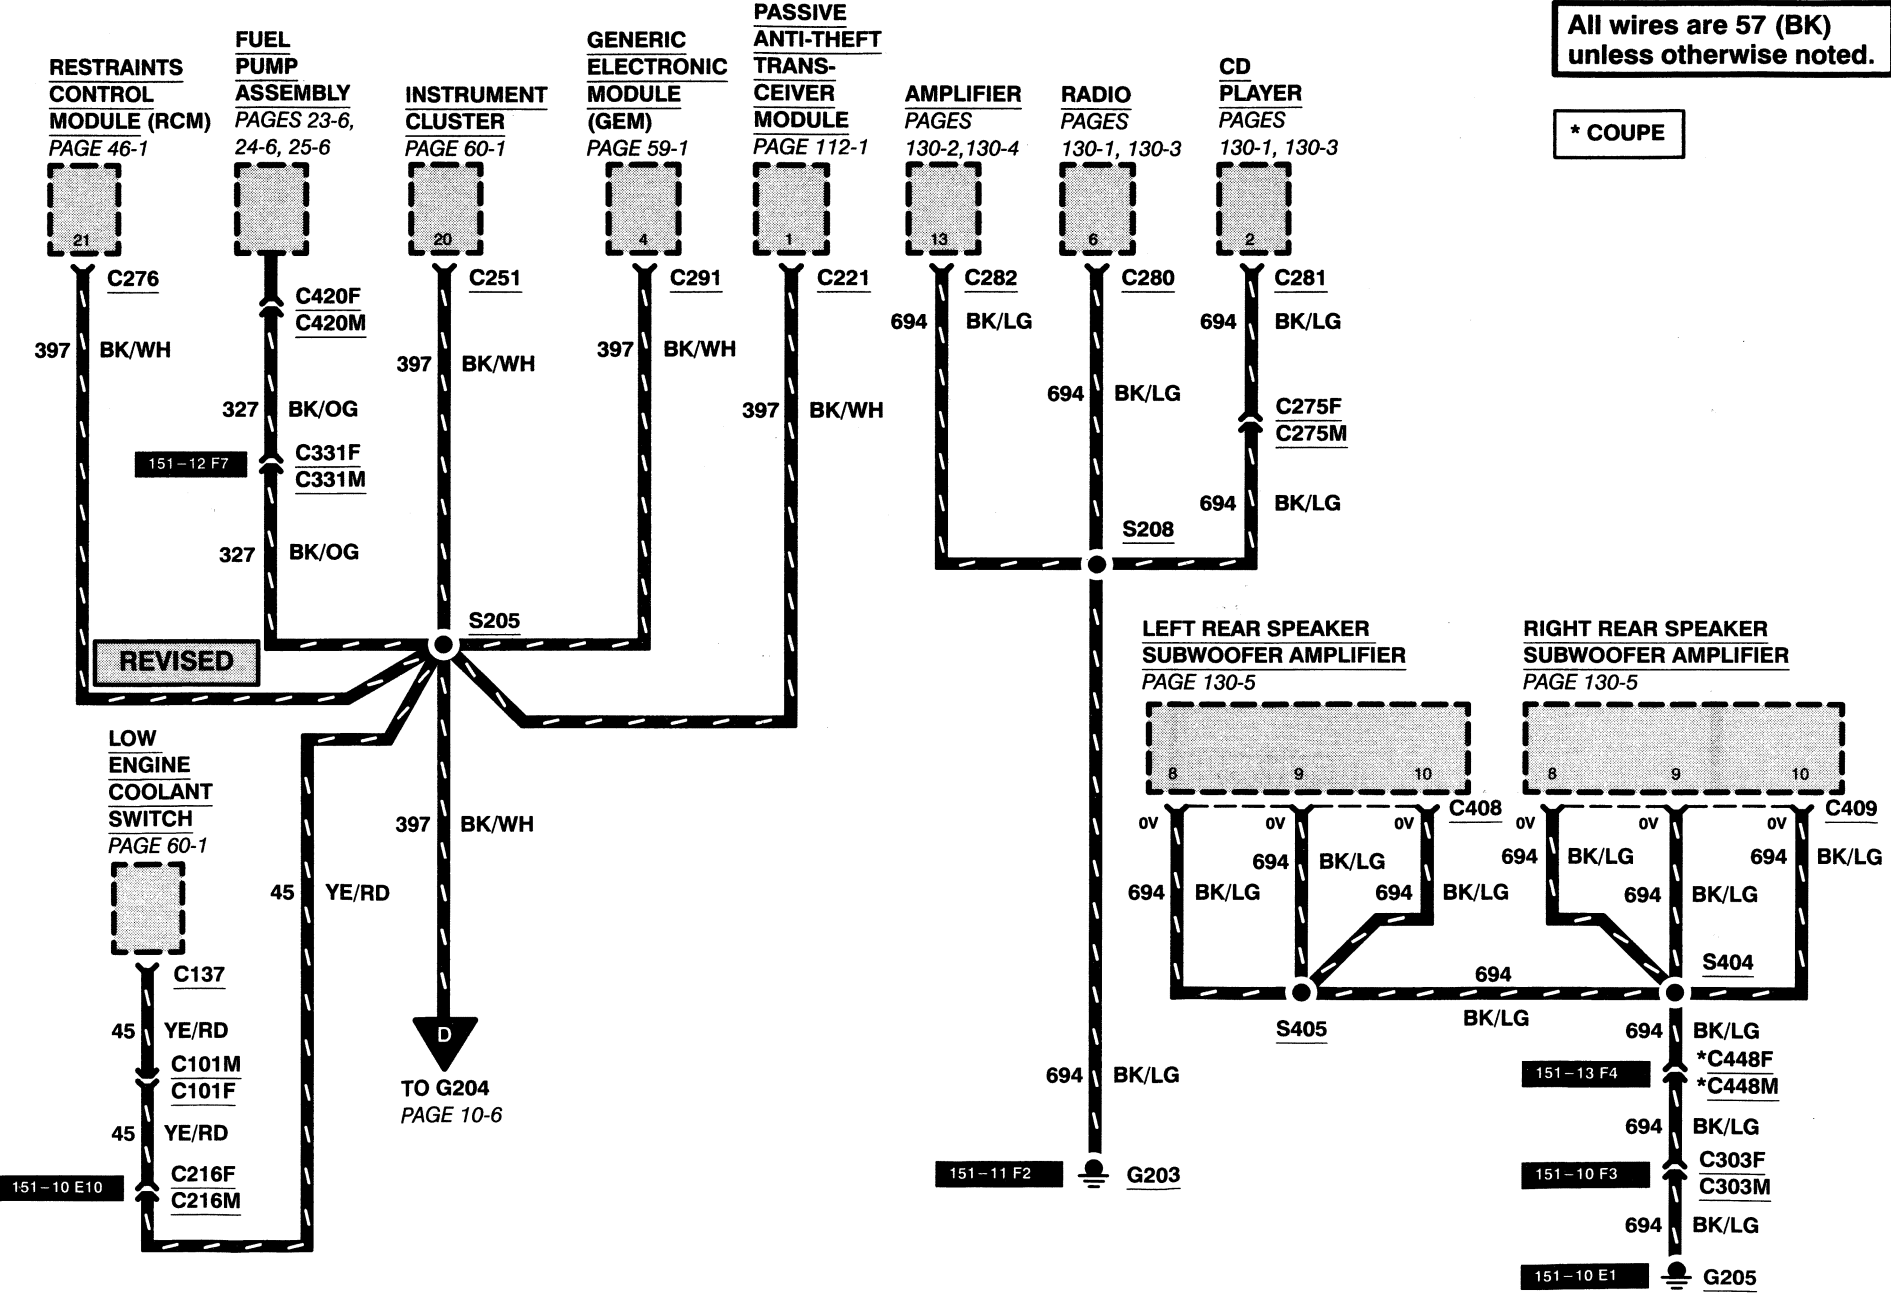 All wires are 57 (BK)
unless otherwise noted.
* COUPE
RESTRAINTS
CONTROL
MODULE (RCM)
PAGE 46-1
21
C276
397 BK/WH
FUEL
PUMP
ASSEMBLY
PAGES 23-6,
24-6, 25-6
C420F
C420M
327 BK/OG
151-12 F7
C331F
C331M
327 BK/OG
INSTRUMENT
CLUSTER
PAGE 60-1
20
C251
397 BK/WH
GENERIC
ELECTRONIC
MODULE
(GEM)
PAGE 59-1
4
C291
397 BK/WH
PASSIVE
ANTI-THEFT
TRANS-
CEIVER
MODULE
PAGE 112-1
1
C221
397 BK/WH
AMPLIFIER
PAGES
130-2,130-4
13
C282
694 BK/LG
RADIO
PAGES
130-1, 130-3
6
C280
694 BK/LG
CD
PLAYER
PAGES
130-1, 130-3
2
C281
694 BK/LG
C275F
C275M
694 BK/LG
S208
S205
REVISED
LOW
ENGINE
COOLANT
SWITCH
PAGE 60-1
C137
45 YE/RD
C101M
C101F
45 YE/RD
151-10 E10
C216F
C216M
45 YE/RD
397 BK/WH
D
TO G204
PAGE 10-6
694 BK/LG
151-11 F2
G203
LEFT REAR SPEAKER
SUBWOOFER AMPLIFIER
PAGE 130-5
8 9 10
0V 0V 0V
C408
694 BK/LG
694 BK/LG
694 BK/LG
S405
694
BK/LG
RIGHT REAR SPEAKER
SUBWOOFER AMPLIFIER
PAGE 130-5
8 9 10
0V 0V 0V
C409
694 BK/LG
694 BK/LG
694 BK/LG
S404
694 BK/LG
151-13 F4
*C448F
*C448M
694 BK/LG
151-10 F3
C303F
C303M
694 BK/LG
151-10 E1
G205